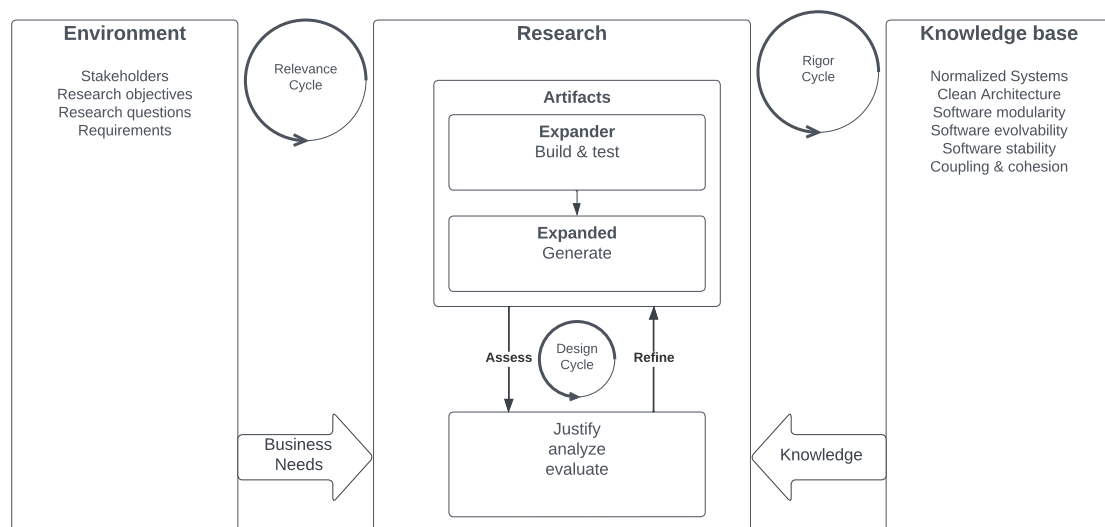 Environment
Stakeholders
Research objectives
Research questions
Requirements
Relevance
Cycle
Business
Needs
Research
Artifacts
Expander
Build & test
Expanded
Generate
Assess
Design
Cycle
Refine
Justify
analyze
evaluate
Rigor
Cycle
Knowledge
Knowledge base
Normalized Systems
Clean Architecture
Software modularity
Software evolvability
Software stability
Coupling & cohesion